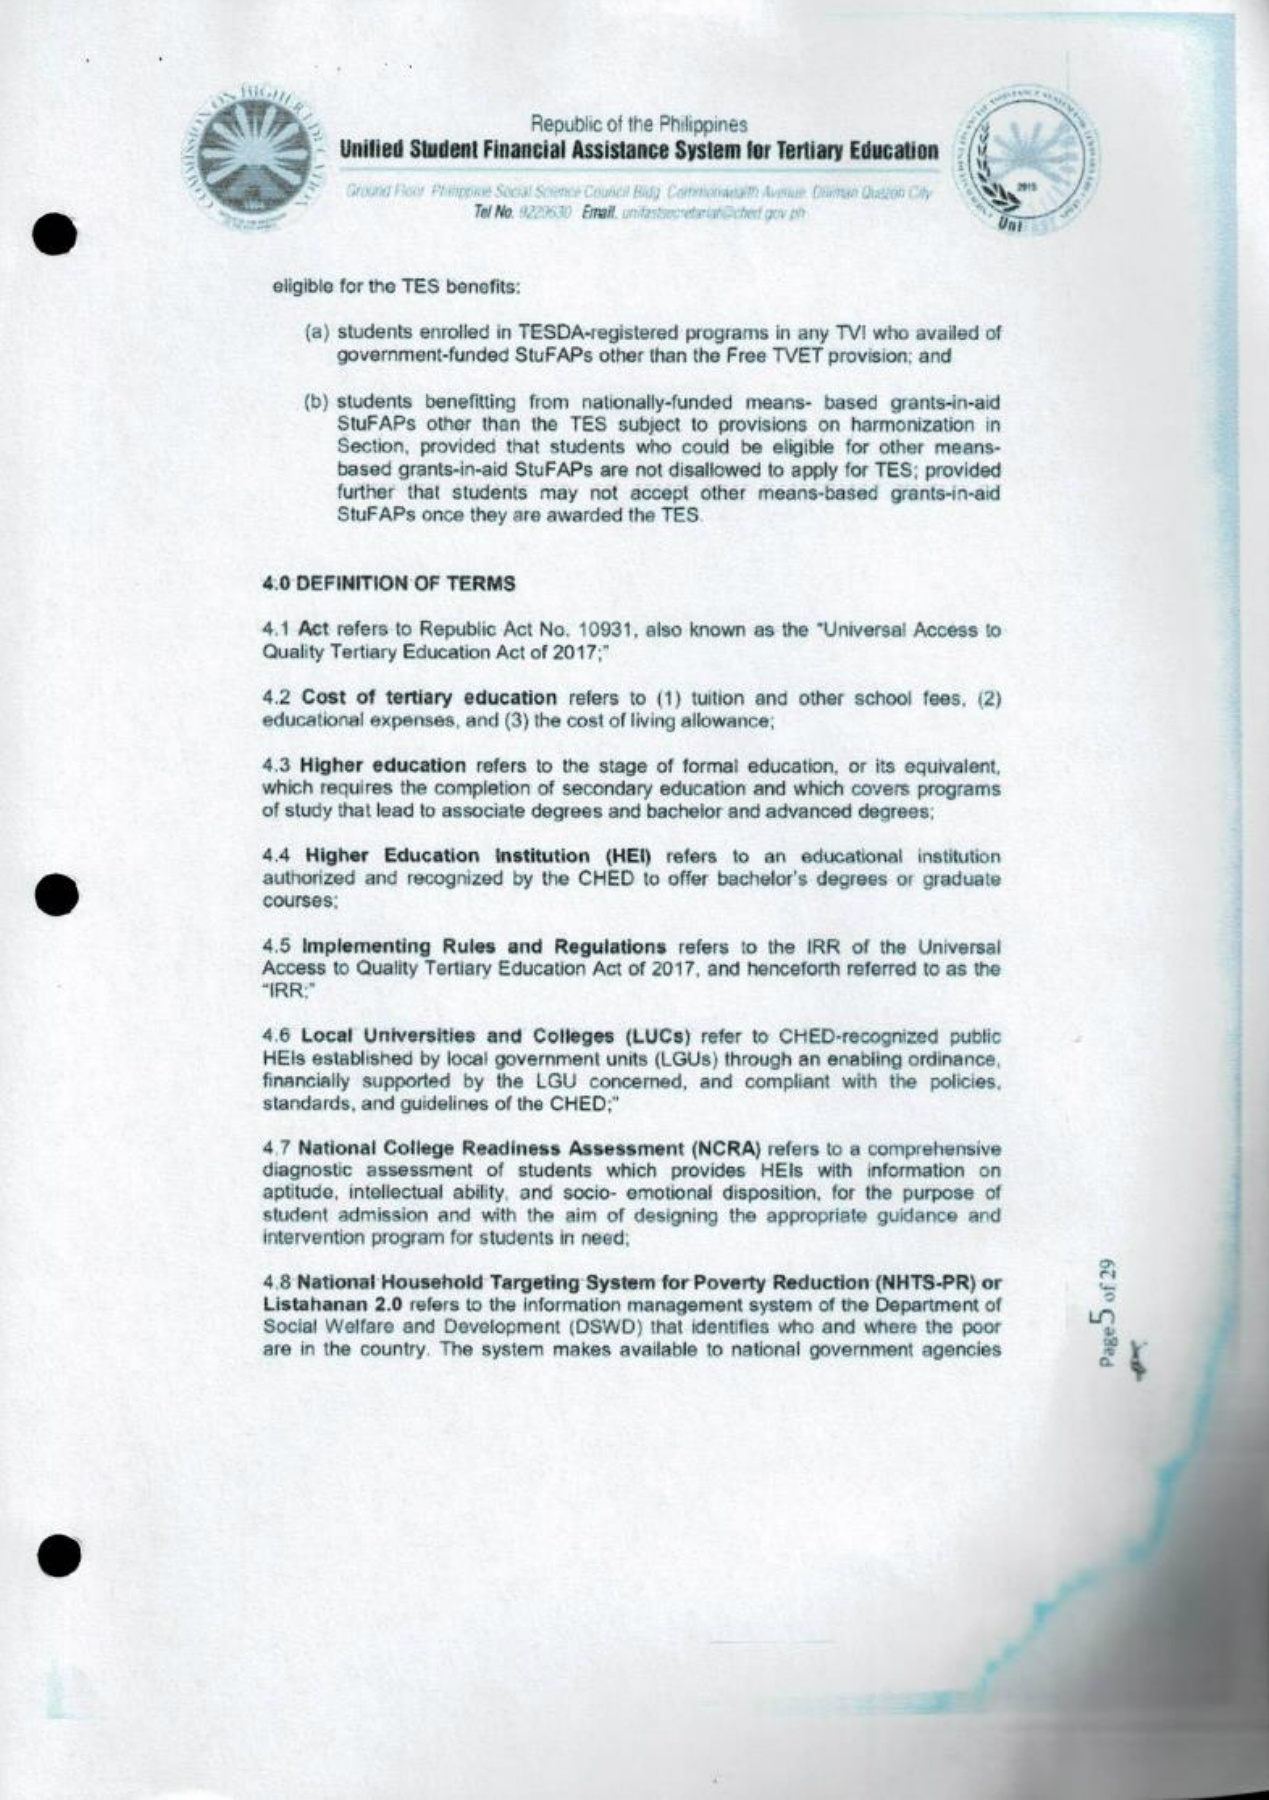 COMMISSION ON HIGHER EDUCATION
Republic of the Philippines
Unified Student Financial Assistance System for Tertiary Education
Ground Floor Philippine Social Science Council Bldg Commonwealth Avenue Diliman Quezon City
Tel No. 9229630 Email. unifastsecretariat@ched.gov.ph
2015
Uni
eligible for the TES benefits:
(a) students enrolled in TESDA-registered programs in any TVI who availed of
government-funded StuFAPs other than the Free TVET provision; and
(b) students benefitting from nationally-funded means- based grants-in-aid
StuFAPs other than the TES subject to provisions on harmonization in
Section, provided that students who could be eligible for other means-
based grants-in-aid StuFAPs are not disallowed to apply for TES; provided
further that students may not accept other means-based grants-in-aid
StuFAPs once they are awarded the TES.
4.0 DEFINITION OF TERMS
4.1 Act refers to Republic Act No. 10931, also known as the "Universal Access to
Quality Tertiary Education Act of 2017;"
4.2 Cost of tertiary education refers to (1) tuition and other school fees, (2)
educational expenses, and (3) the cost of living allowance;
4.3 Higher education refers to the stage of formal education, or its equivalent,
which requires the completion of secondary education and which covers programs
of study that lead to associate degrees and bachelor and advanced degrees;
4.4 Higher Education Institution (HEI) refers to an educational institution
authorized and recognized by the CHED to offer bachelor's degrees or graduate
courses;
4.5 Implementing Rules and Regulations refers to the IRR of the Universal
Access to Quality Tertiary Education Act of 2017, and henceforth referred to as the
"IRR;"
4.6 Local Universities and Colleges (LUCs) refer to CHED-recognized public
HEIs established by local government units (LGUs) through an enabling ordinance,
financially supported by the LGU concerned, and compliant with the policies,
standards, and guidelines of the CHED;"
4.7 National College Readiness Assessment (NCRA) refers to a comprehensive
diagnostic assessment of students which provides HEIs with information on
aptitude, intellectual ability, and socio- emotional disposition, for the purpose of
student admission and with the aim of designing the appropriate guidance and
intervention program for students in need;
4.8 National Household Targeting System for Poverty Reduction (NHTS-PR) or
Listahanan 2.0 refers to the information management system of the Department of
Social Welfare and Development (DSWD) that identifies who and where the poor
are in the country. The system makes available to national government agencies
Page 5 of 29